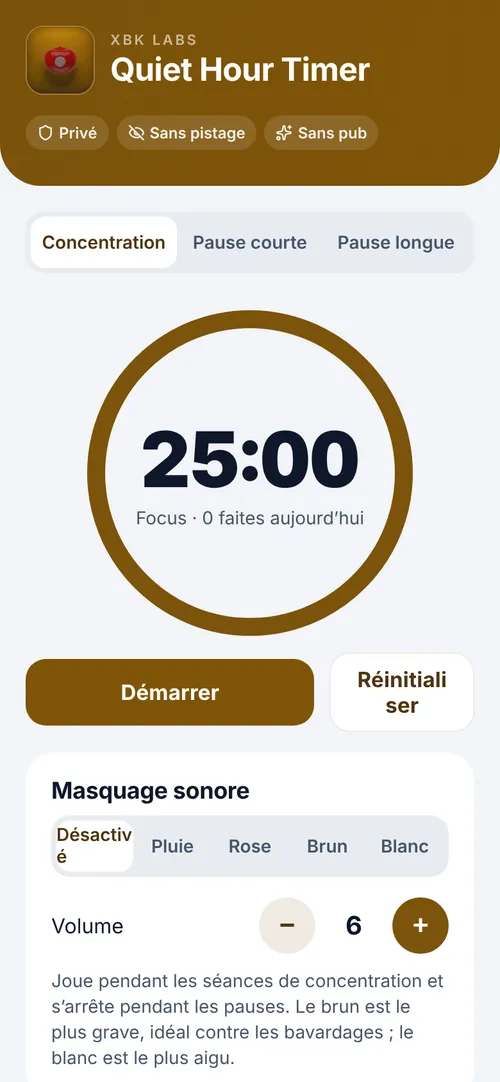 XBK LABS
Quiet Hour Timer
Privé
Sans pistage
Sans pub
Concentration
Pause courte
Pause longue
25:00
Focus · 0 faites aujourd’hui
Démarrer
Réinitiali
ser
Masquage sonore
Désactiv
é
Pluie
Rose
Brun
Blanc
Volume
−
6
+
Joue pendant les séances de concentration et
s’arrête pendant les pauses. Le brun est le
plus grave, idéal contre les bavardages ; le
blanc est le plus aigu.